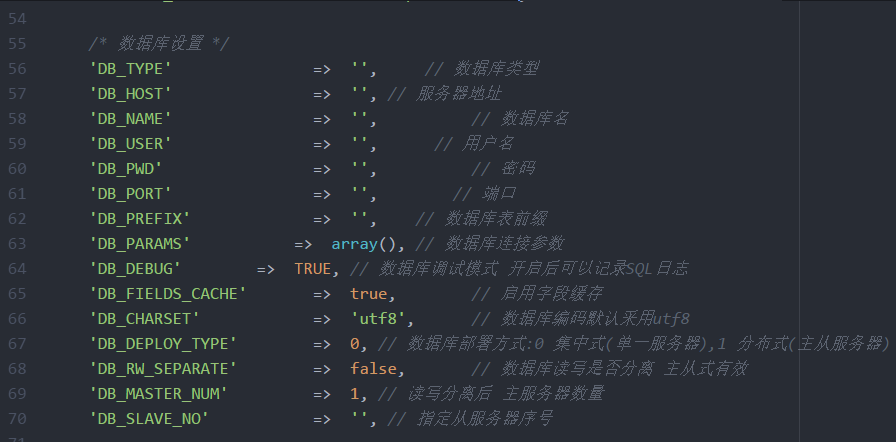 54
55 /* 数据库设置 */
56 'DB_TYPE' => '', // 数据库类型
57 'DB_HOST' => '', // 服务器地址
58 'DB_NAME' => '', // 数据库名
59 'DB_USER' => '', // 用户名
60 'DB_PWD' => '', // 密码
61 'DB_PORT' => '', // 端口
62 'DB_PREFIX' => '', // 数据库表前缀
63 'DB_PARAMS' => array(), // 数据库连接参数
64 'DB_DEBUG' => TRUE, // 数据库调试模式 开启后可以记录SQL日志
65 'DB_FIELDS_CACHE' => true, // 启用字段缓存
66 'DB_CHARSET' => 'utf8', // 数据库编码默认采用utf8
67 'DB_DEPLOY_TYPE' => 0, // 数据库部署方式:0 集中式(单一服务器),1 分布式(主从服务器)
68 'DB_RW_SEPARATE' => false, // 数据库读写是否分离 主从式有效
69 'DB_MASTER_NUM' => 1, // 读写分离后 主服务器数量
70 'DB_SLAVE_NO' => '', // 指定从服务器序号